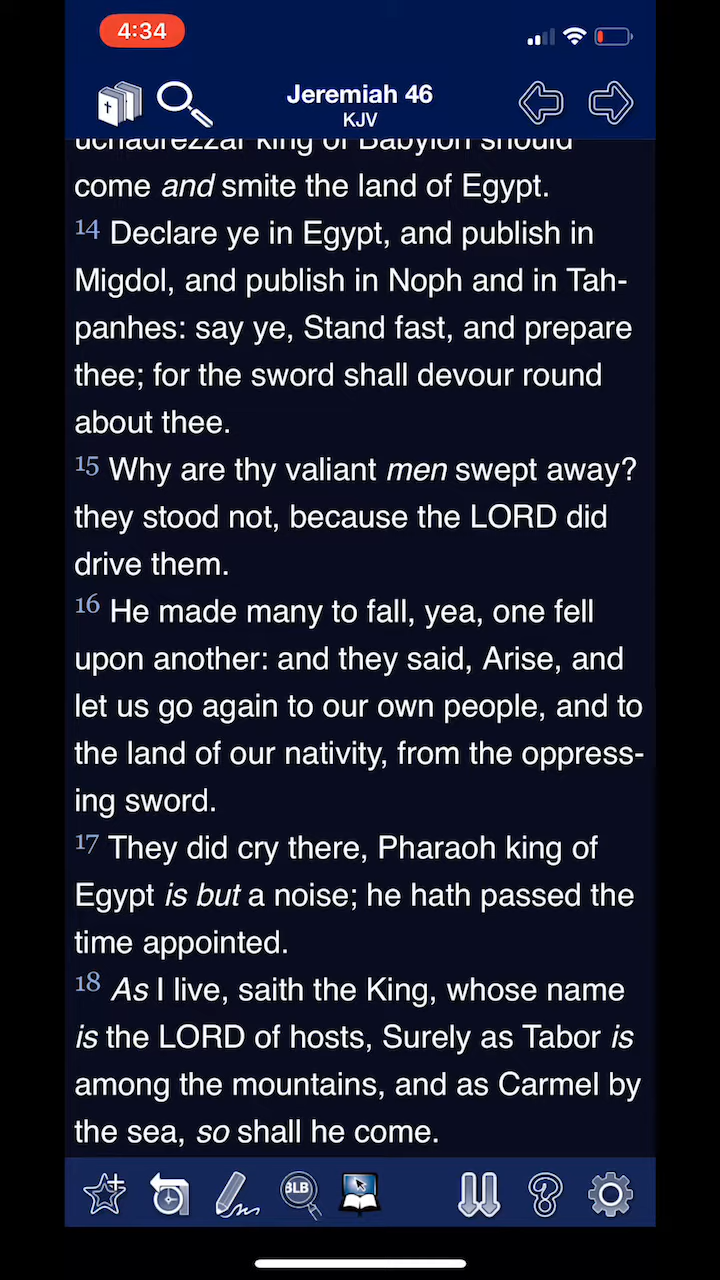 4:34
Jeremiah 46
KJV
uchadrezzar king of Babylon should
come and smite the land of Egypt.
14 Declare ye in Egypt, and publish in
Migdol, and publish in Noph and in Tah-
panhes: say ye, Stand fast, and prepare
thee; for the sword shall devour round
about thee.
15 Why are thy valiant men swept away?
they stood not, because the LORD did
drive them.
16 He made many to fall, yea, one fell
upon another: and they said, Arise, and
let us go again to our own people, and to
the land of our nativity, from the oppress-
ing sword.
17 They did cry there, Pharaoh king of
Egypt is but a noise; he hath passed the
time appointed.
18 As I live, saith the King, whose name
is the LORD of hosts, Surely as Tabor is
among the mountains, and as Carmel by
the sea, so shall he come.
BLB